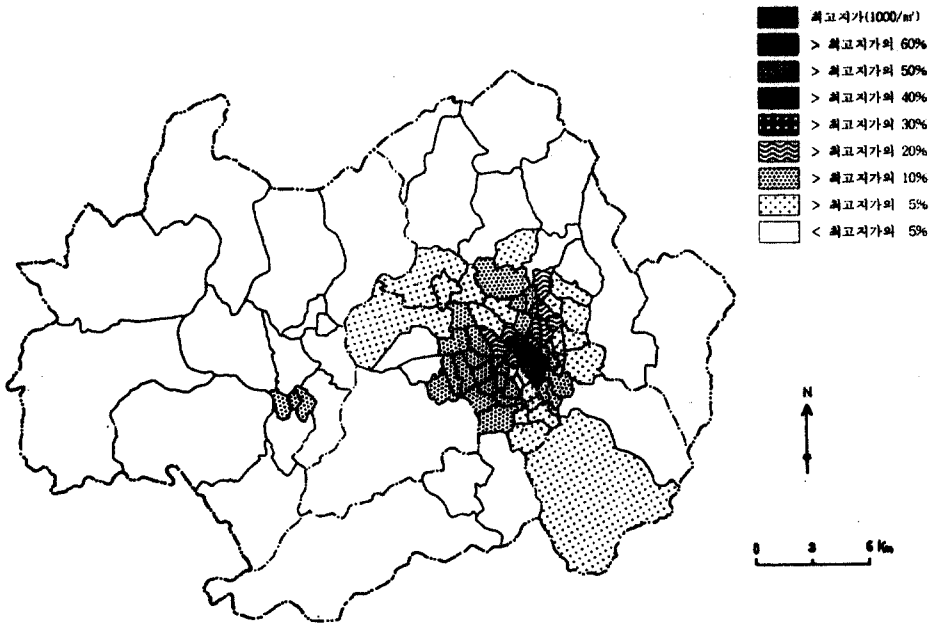 최고지가(1000/㎡)
> 최고지가의 60%
> 최고지가의 50%
> 최고지가의 40%
> 최고지가의 30%
> 최고지가의 20%
> 최고지가의 10%
> 최고지가의 5%
< 최고지가의 5%
N
0 3 6 Km